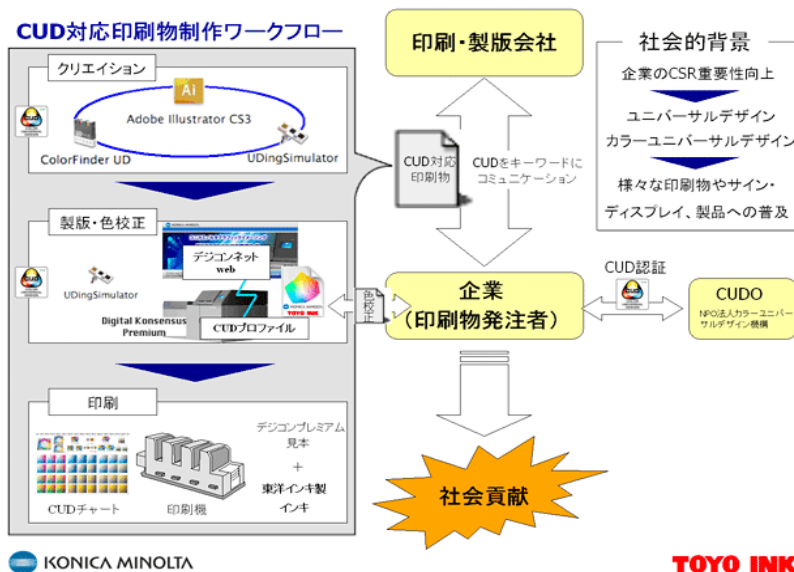 CUD対応印刷物制作ワークフロー
クリエイション
Ai
Adobe Illustrator CS3
ColorFinder UD
UDingSimulator
製版・色校正
デジコンネット
web
UDingSimulator
Digital Konsensus
Premium
CUDプロファイル
KONICA MINOLTA
TOYO INK
印刷
CUDチャート
印刷機
デジコンプレミアム
見本
+
東洋インキ製
インキ
印刷・製版会社
CUD対応
印刷物
CUDをキーワードに
コミュニケーション
色校正
企業
(印刷物発注者)
社会貢献
社会的背景
企業のCSR重要性向上
ユニバーサルデザイン
カラーユニバーサルデザイン
様々な印刷物やサイン・
ディスプレイ、製品への普及
CUD認証
cud
CUDO
NPO法人カラーユニバー
サルデザイン機構
KONICA MINOLTA
TOYO INK